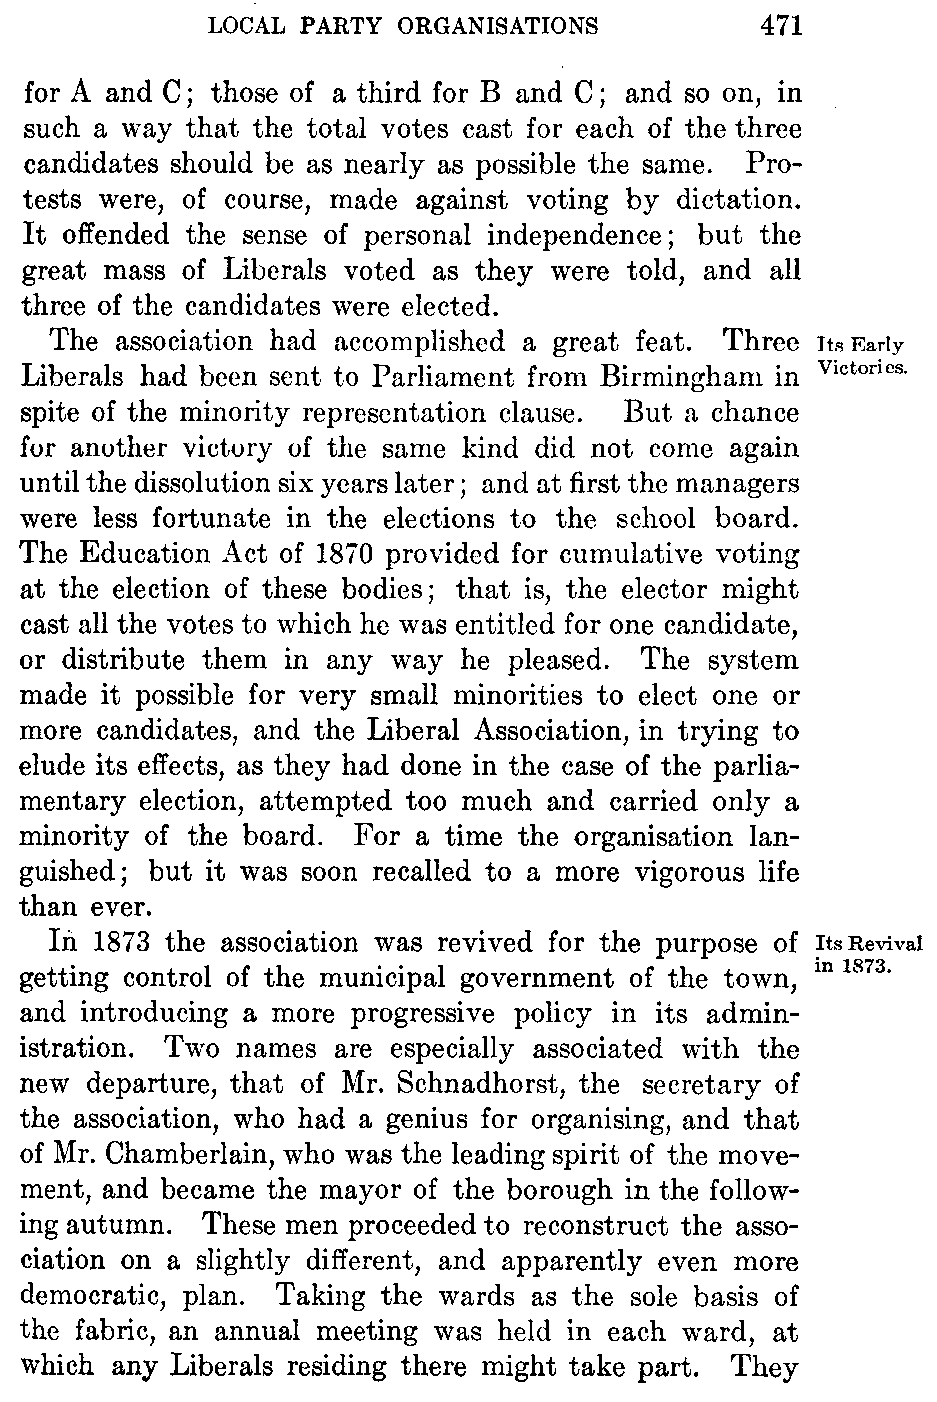 LOCAL PARTY ORGANISATIONS 471
for A and C; those of a third for B and C; and so on, in
such a way that the total votes cast for each of the three
candidates should be as nearly as possible the same. Pro-
tests were, of course, made against voting by dictation.
It offended the sense of personal independence; but the
great mass of Liberals voted as they were told, and all
three of the candidates were elected.
The association had accomplished a great feat. Three
Its Early
Liberals had been sent to Parliament from Birmingham in
Victories.
spite of the minority representation clause. But a chance
for another victory of the same kind did not come again
until the dissolution six years later; and at first the managers
were less fortunate in the elections to the school board.
The Education Act of 1870 provided for cumulative voting
at the election of these bodies; that is, the elector might
cast all the votes to which he was entitled for one candidate,
or distribute them in any way he pleased. The system
made it possible for very small minorities to elect one or
more candidates, and the Liberal Association, in trying to
elude its effects, as they had done in the case of the parlia-
mentary election, attempted too much and carried only a
minority of the board. For a time the organisation lan-
guished; but it was soon recalled to a more vigorous life
than ever.
In 1873 the association was revived for the purpose of
Its Revival
getting control of the municipal government of the town,
in 1873.
and introducing a more progressive policy in its admin-
istration. Two names are especially associated with the
new departure, that of Mr. Schnadhorst, the secretary of
the association, who had a genius for organising, and that
of Mr. Chamberlain, who was the leading spirit of the move-
ment, and became the mayor of the borough in the follow-
ing autumn. These men proceeded to reconstruct the asso-
ciation on a slightly different, and apparently even more
democratic, plan. Taking the wards as the sole basis of
the fabric, an annual meeting was held in each ward, at
which any Liberals residing there might take part. They